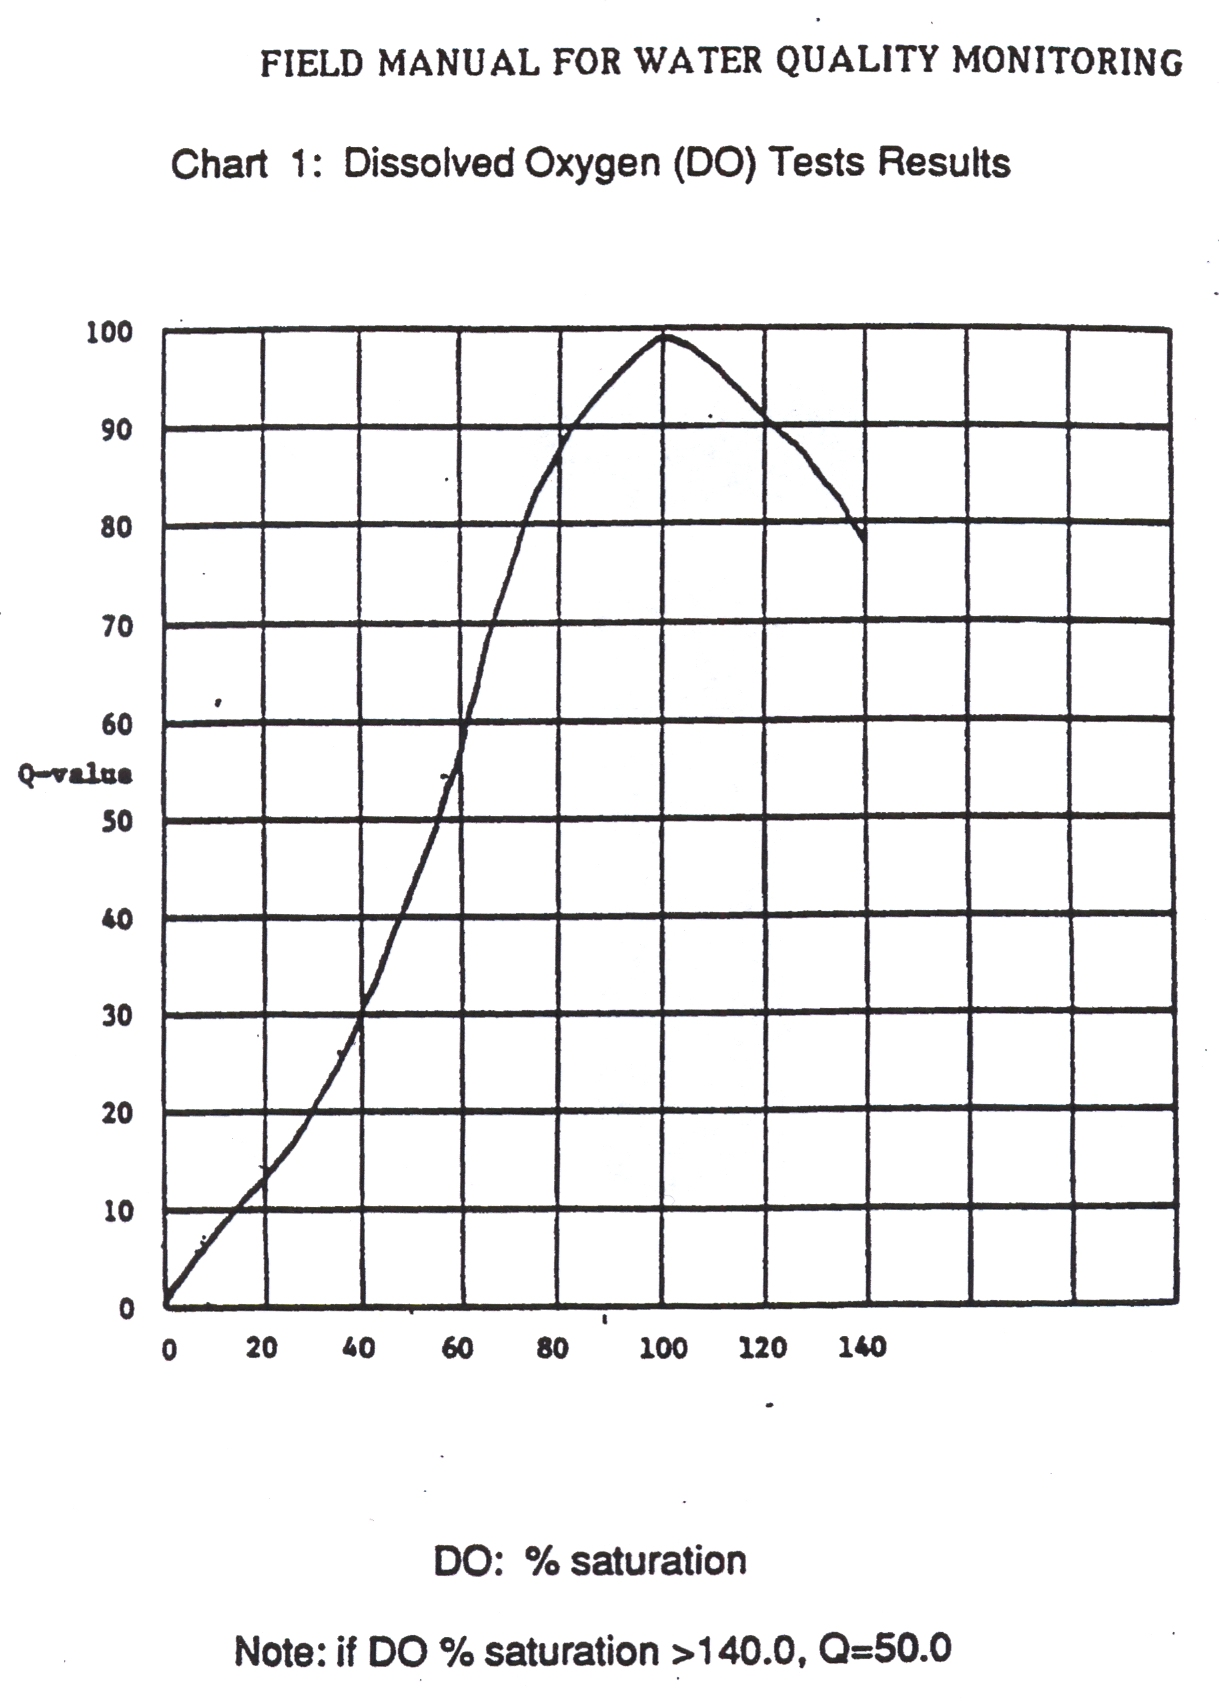 FIELD MANUAL FOR WATER QUALITY MONITORING
Chart 1: Dissolved Oxygen (DO) Tests Results
100
90
80
70
60
Q-value
50
40
30
20
10
0
0 20 40 60 80 100 120 140
DO: % saturation
Note: if DO % saturation >140.0, Q=50.0